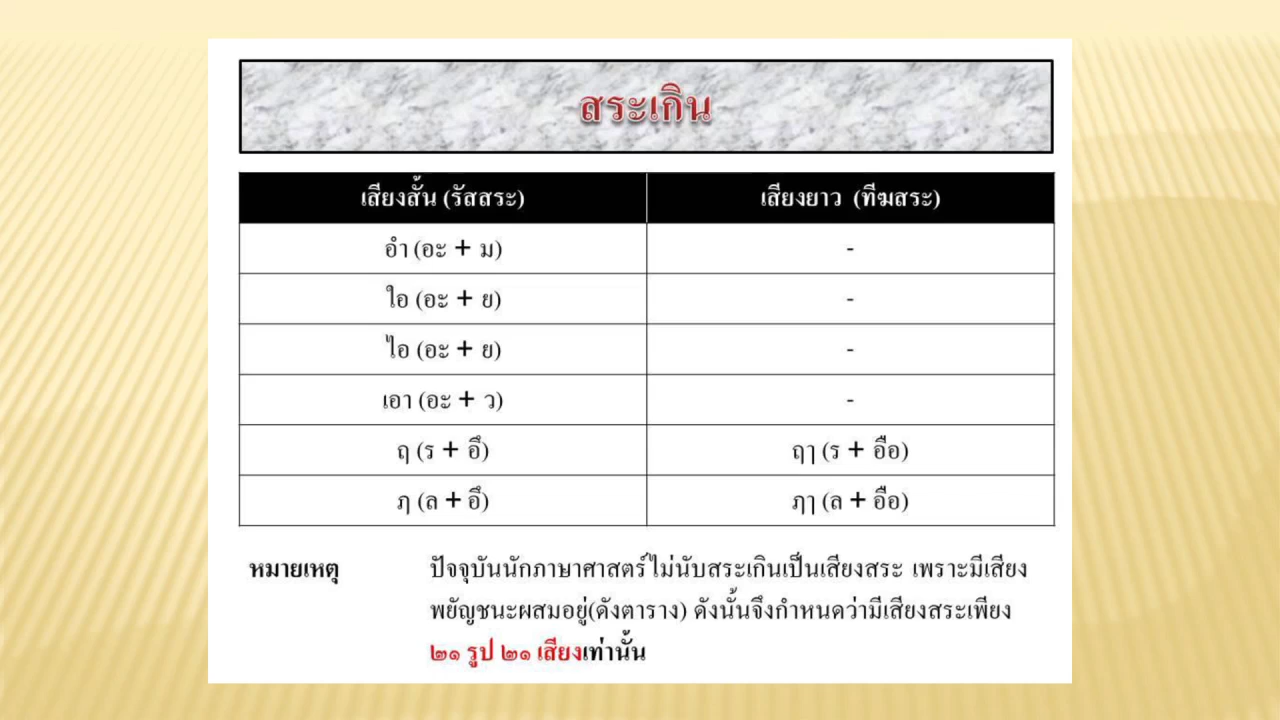 สระเกิน
เสียงสั้น (รัสสระ) เสียงยาว (ทีฆสระ)
อำ (อะ + ม) -
ใอ (อะ + ย) -
ไอ (อะ + ย) -
เอา (อะ + ว) -
ฤ (ร + อึ) ฤๅ (ร + อือ)
ฦ (ล + อึ) ฦๅ (ล + อือ)
หมายเหตุ ปัจจุบันนักภาษาศาสตร์ไม่นับสระเกินเป็นเสียงสระ เพราะมีเสียง
พยัญชนะผสมอยู่(ดังตาราง) ดังนั้นจึงกำหนดว่ามีเสียงสระเพียง
๒๑ รูป ๒๑ เสียงเท่านั้น